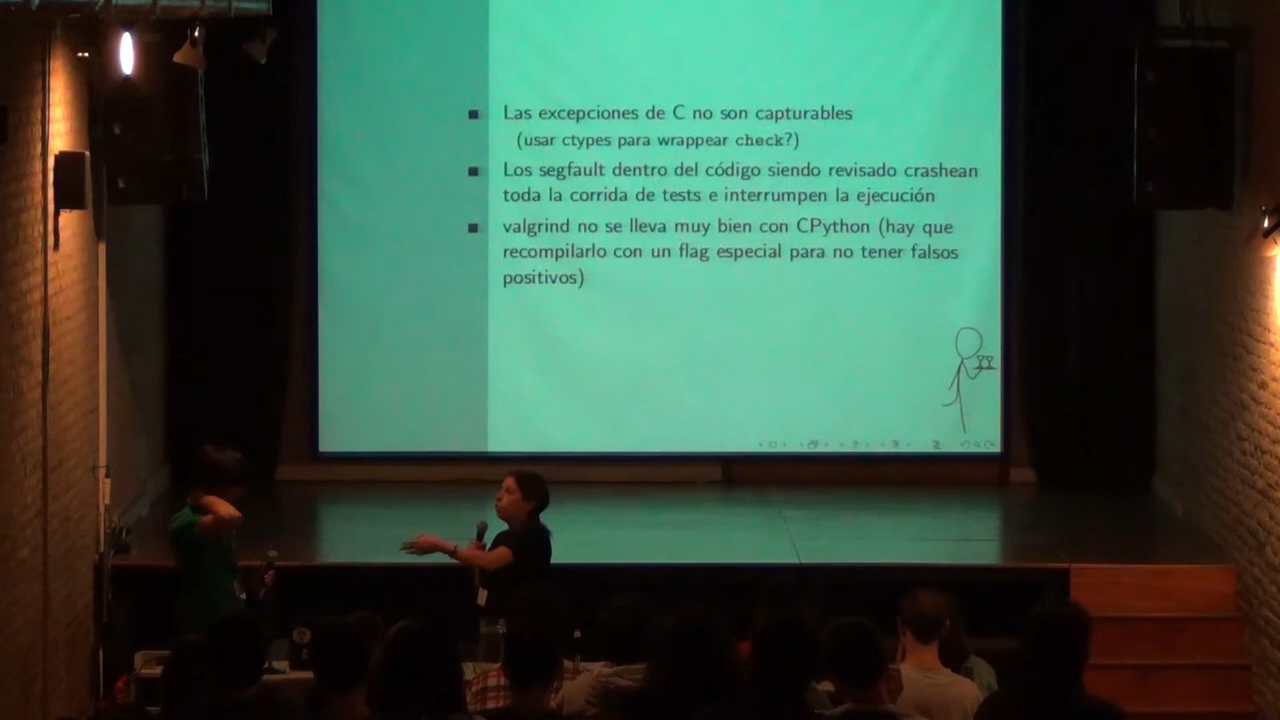 Las excepciones de C no son capturables
(usar ctypes para wrappear check?)
Los segfault dentro del código siendo revisado crashean
toda la corrida de tests e interrumpen la ejecución
valgrind no se lleva muy bien con CPython (hay que
recompilarlo con un flag especial para no tener falsos
positivos)